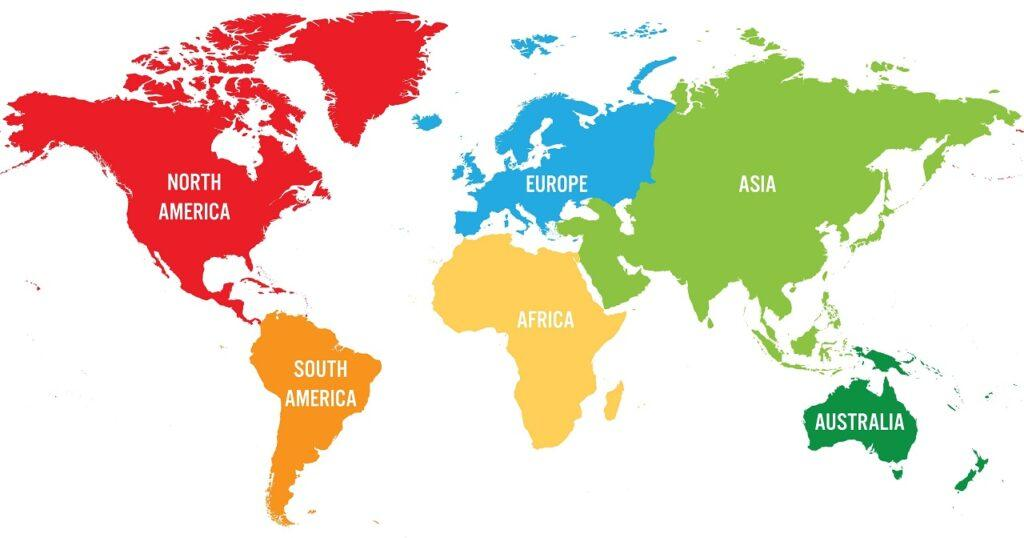 NORTH
AMERICA
EUROPE
ASIA
AFRICA
SOUTH
AMERICA
AUSTRALIA